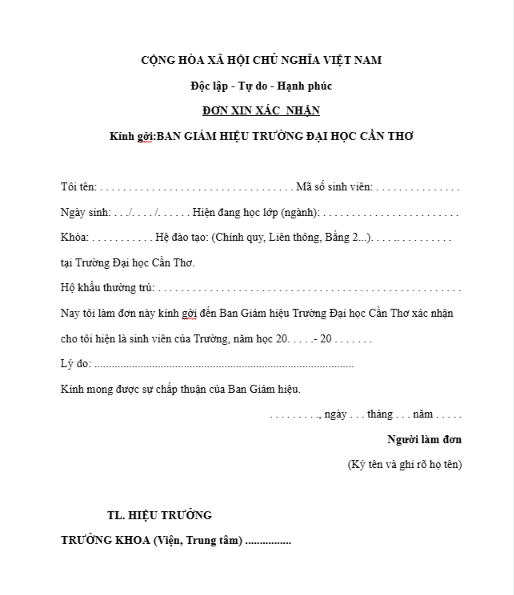 CỘNG HÒA XÃ HỘI CHỦ NGHĨA VIỆT NAM
Độc lập - Tự do - Hạnh phúc
ĐƠN XIN XÁC NHẬN
Kính gởi:BAN GIÁM HIỆU TRƯỜNG ĐẠI HỌC CẦN THƠ
Tôi tên: . . . . . . . . . . . . . . . . . . . . . . . . . . . . . . . . . . Mã số sinh viên: . . . . . . . . . . . . . . .
Ngày sinh: . . ./. . . . ./. . . . . . Hiện đang học lớp (ngành): . . . . . . . . . . . . . . . . . . . . . . . .
Khóa: . . . . . . . . . . . Hệ đào tạo: (Chính quy, Liên thông, Bằng 2...). . . . . . . . . . . . . . .
tại Trường Đại học Cần Thơ.
Hộ khẩu thường trú: . . . . . . . . . . . . . . . . . . . . . . . . . . . . . . . . . . . . . . . . . . . . . . . . . . . . .
Nay tôi làm đơn này kính gởi đến Ban Giám hiệu Trường Đại học Cần Thơ xác nhận
cho tôi hiện là sinh viên của Trường, năm học 20. . . . .- 20 . . . . . . .
Lý do: ..........................................................................................
Kính mong được sự chấp thuận của Ban Giám hiệu.
. . . . . . . . ., ngày . . . tháng . . . năm . . . . .
Người làm đơn
(Ký tên và ghi rõ họ tên)
TL. HIỆU TRƯỞNG
TRƯỞNG KHOA (Viện, Trung tâm) ................